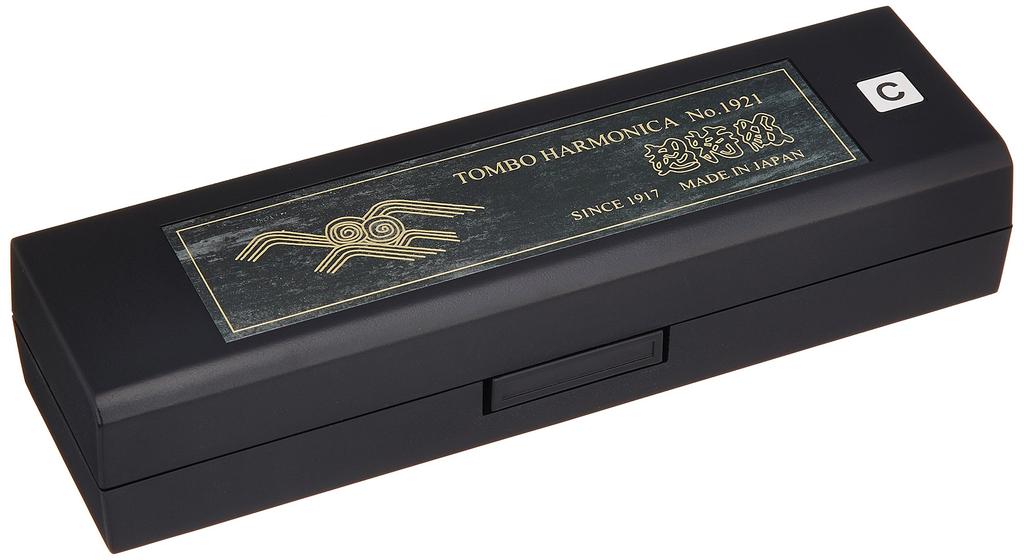 TOMBO HARMONICA No.1921
超特級
SINCE 1917 MADE IN JAPAN
C